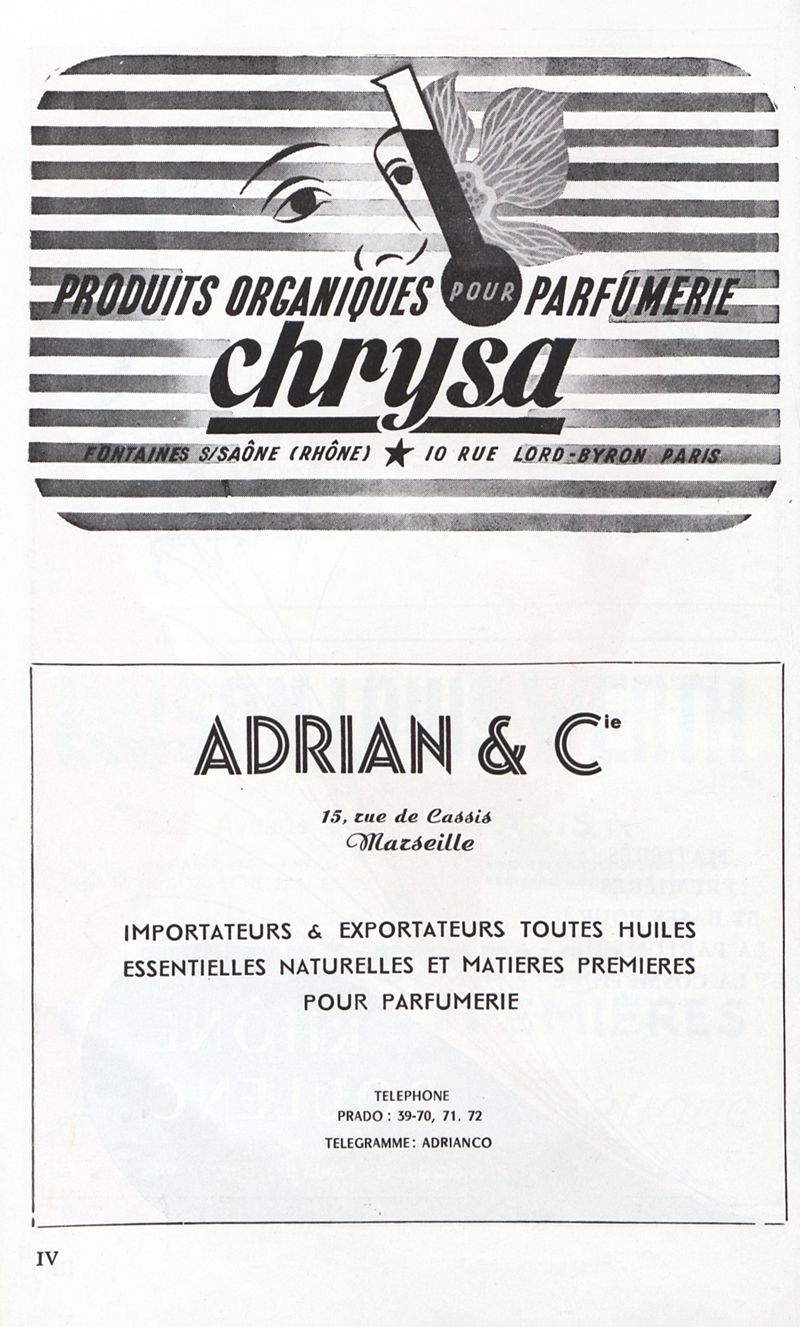 PRODUITS ORGANIQUES POUR PARFUMERIE
chrysa
FONTAINES S/SAÔNE (RHÔNE) ★ 10 RUE LORD-BYRON PARIS
ADRIAN & Cie
15, rue de Cassis
Marseille
IMPORTATEURS & EXPORTATEURS TOUTES HUILES
ESSENTIELLES NATURELLES ET MATIERES PREMIERES
POUR PARFUMERIE
TELEPHONE
PRADO : 39-70, 71. 72
TELEGRAMME : ADRIANCO
IV